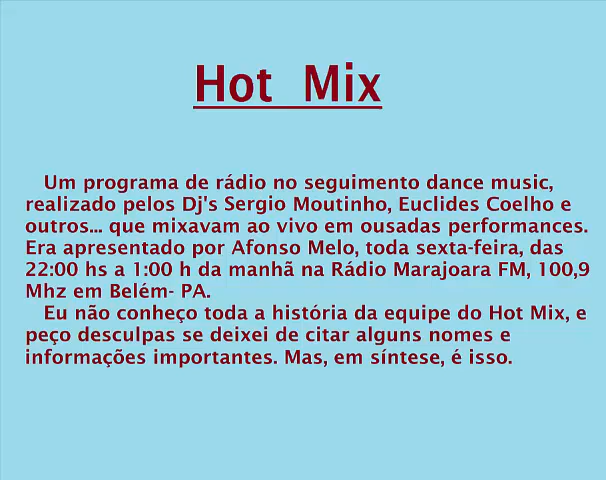 Hot Mix
Um programa de rádio no seguimento dance music,
realizado pelos Dj's Sergio Moutinho, Euclides Coelho e
outros... que mixavam ao vivo em ousadas performances.
Era apresentado por Afonso Melo, toda sexta-feira, das
22:00 hs a 1:00 h da manhã na Rádio Marajoara FM, 100,9
Mhz em Belém- PA.
Eu não conheço toda a história da equipe do Hot Mix, e
peço desculpas se deixei de citar alguns nomes e
informações importantes. Mas, em síntese, é isso.